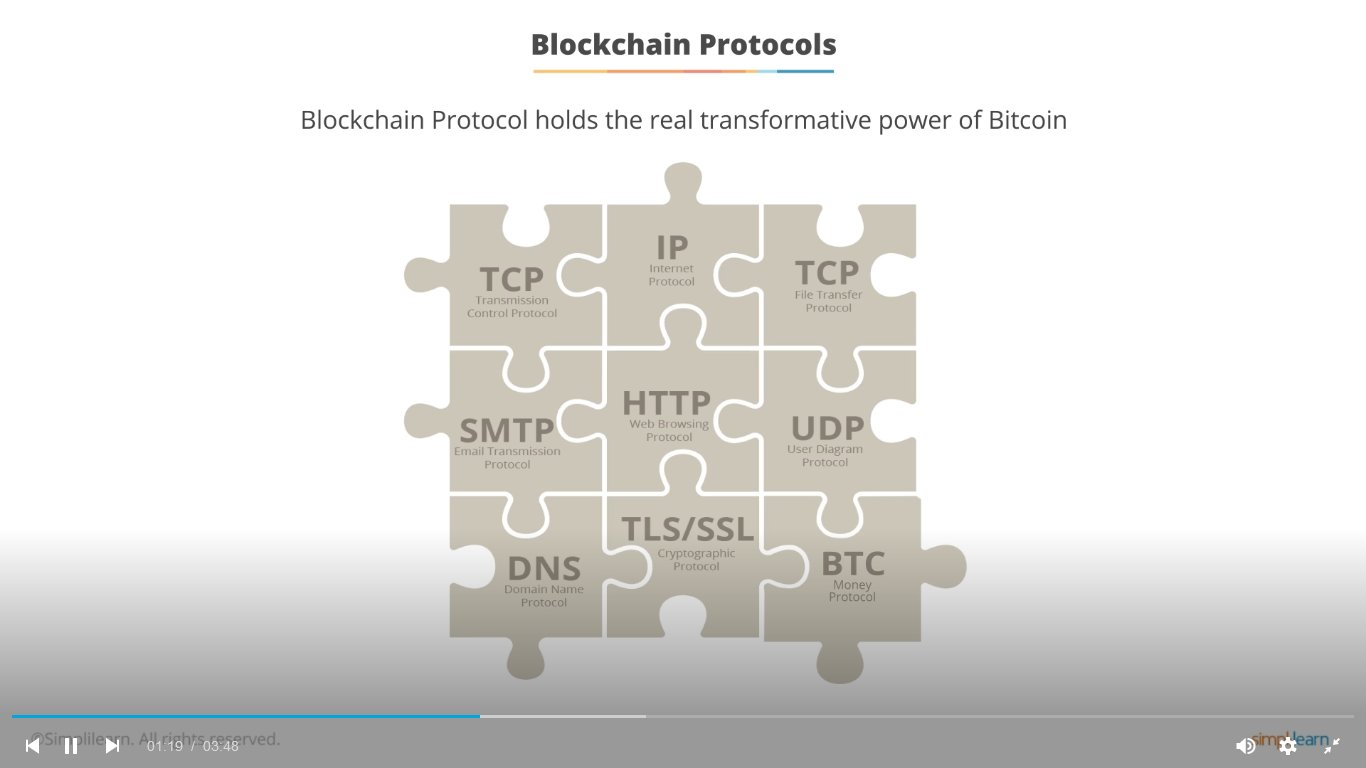 Blockchain Protocols
Blockchain Protocol holds the real transformative power of Bitcoin
TCP
Transmission
Control Protocol
IP
Internet
Protocol
TCP
File Transfer
Protocol
SMTP
Email Transmission
Protocol
HTTP
Web Browsing
Protocol
UDP
User Diagram
Protocol
DNS
Domain Name
Protocol
TLS/SSL
Cryptographic
Protocol
BTC
Money
Protocol
©Simplilearn. All rights reserved.
01:19 / 03:48
simplilearn